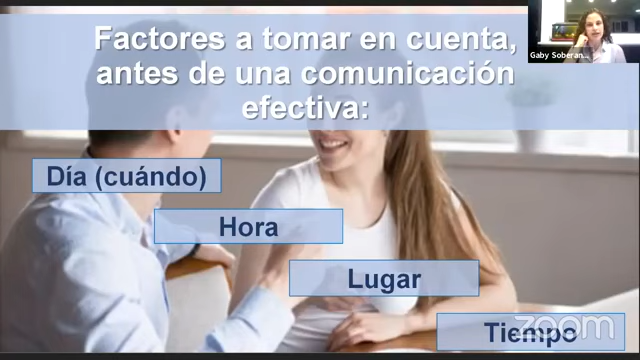 Factores a tomar en cuenta,
antes de una comunicación
efectiva:
Gaby Soberan...
Día (cuándo)
Hora
Lugar
Tiempo
zoom